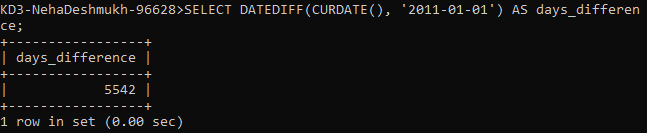 KD3-NehaDeshmukh-96628>SELECT DATEDIFF(CURDATE(), '2011-01-01') AS days_differen
ce;
+-----------------+
| days_difference |
+-----------------+
|            5542 |
+-----------------+
1 row in set (0.00 sec)